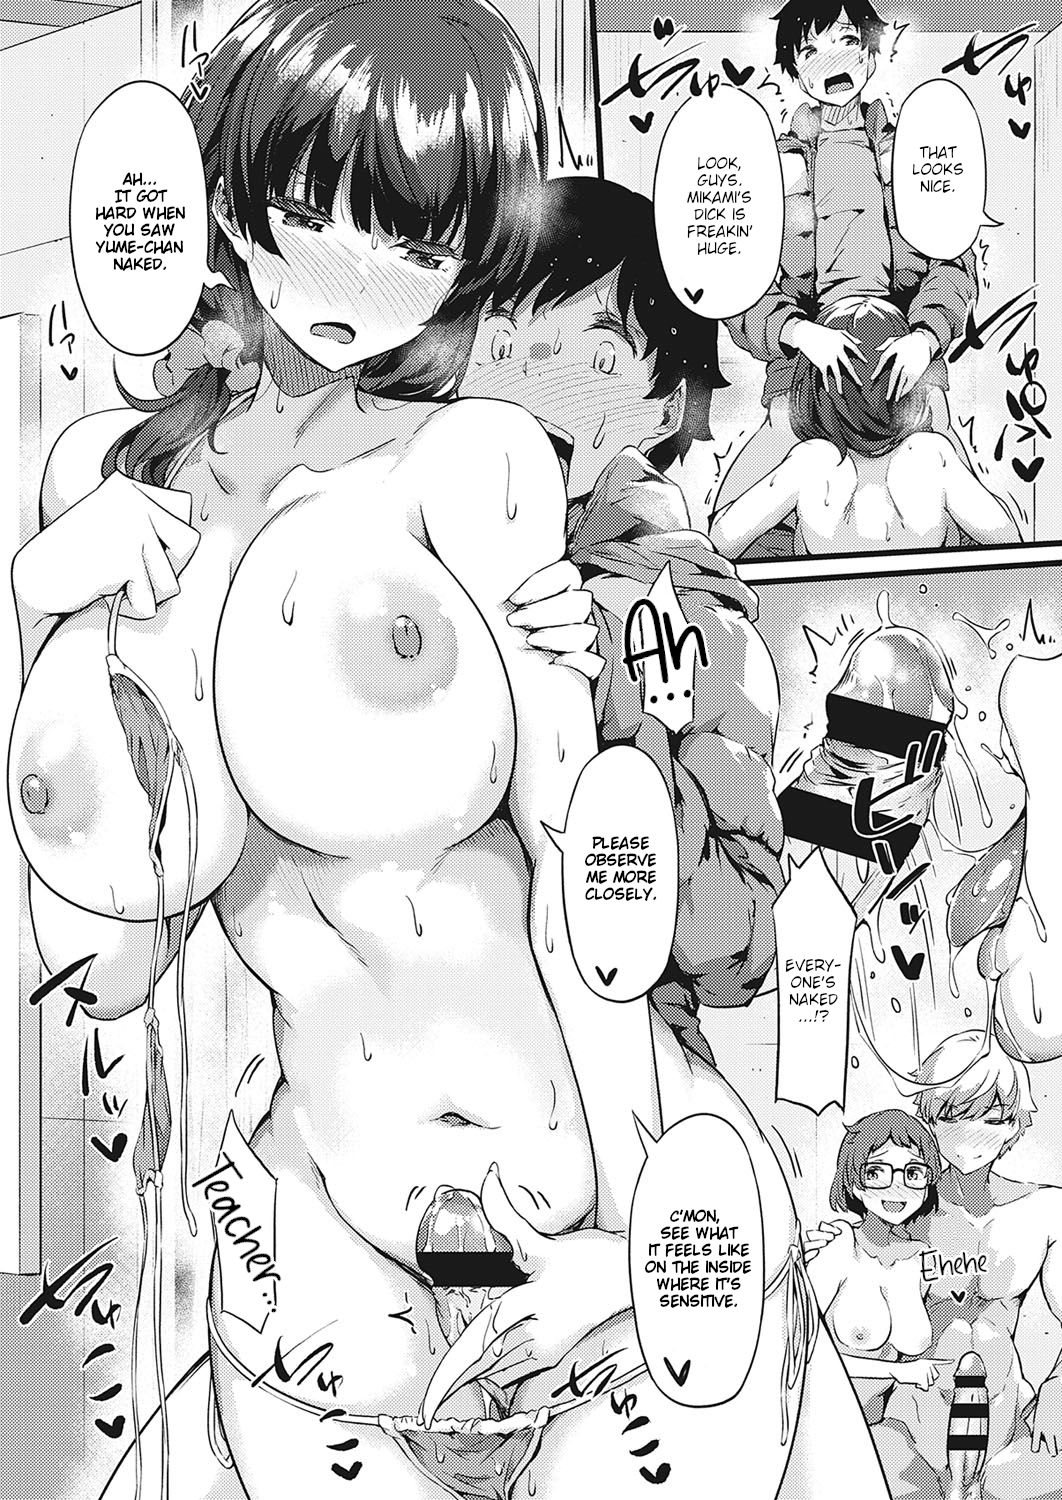 THAT
LOOKS
NICE.
LOOK,
GUYS.
MIKAMI'S
DICK IS
FREAKIN'
HUGE.
EVERY-
ONE'S
NAKED
...!?
Ehehe
AH...
IT GOT
HARD WHEN
YOU SAW
YUME-CHAN
NAKED.
Ah
...
PLEASE
OBSERVE
ME MORE
CLOSELY.
Teacher...
C'MON,
SEE WHAT
IT FEELS LIKE
ON THE INSIDE
WHERE IT'S
SENSITIVE.